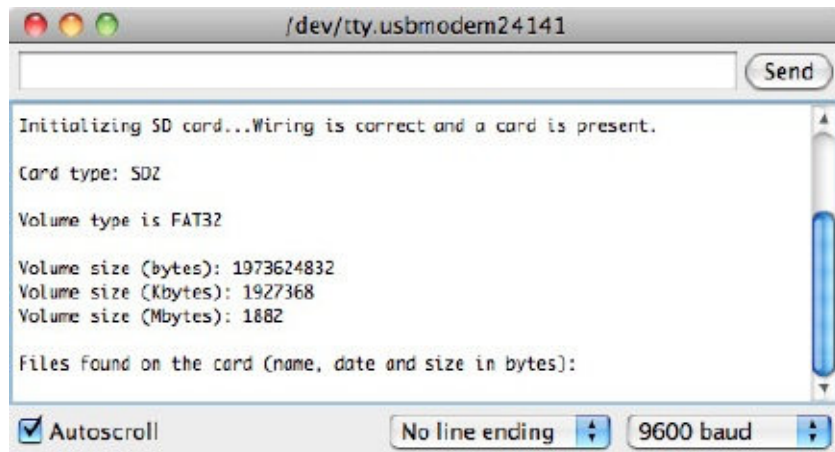 /dev/tty.usbmodem24141
Send
Initializing SD card...Wiring is correct and a card is present.
Card type: SD2
Volume type is FAT32
Volume size (bytes): 1973624832
Volume size (Kbytes): 1927368
Volume size (Mbytes): 1882
Files found on the card (name, date and size in bytes):
Autoscroll
No line ending
9600 baud